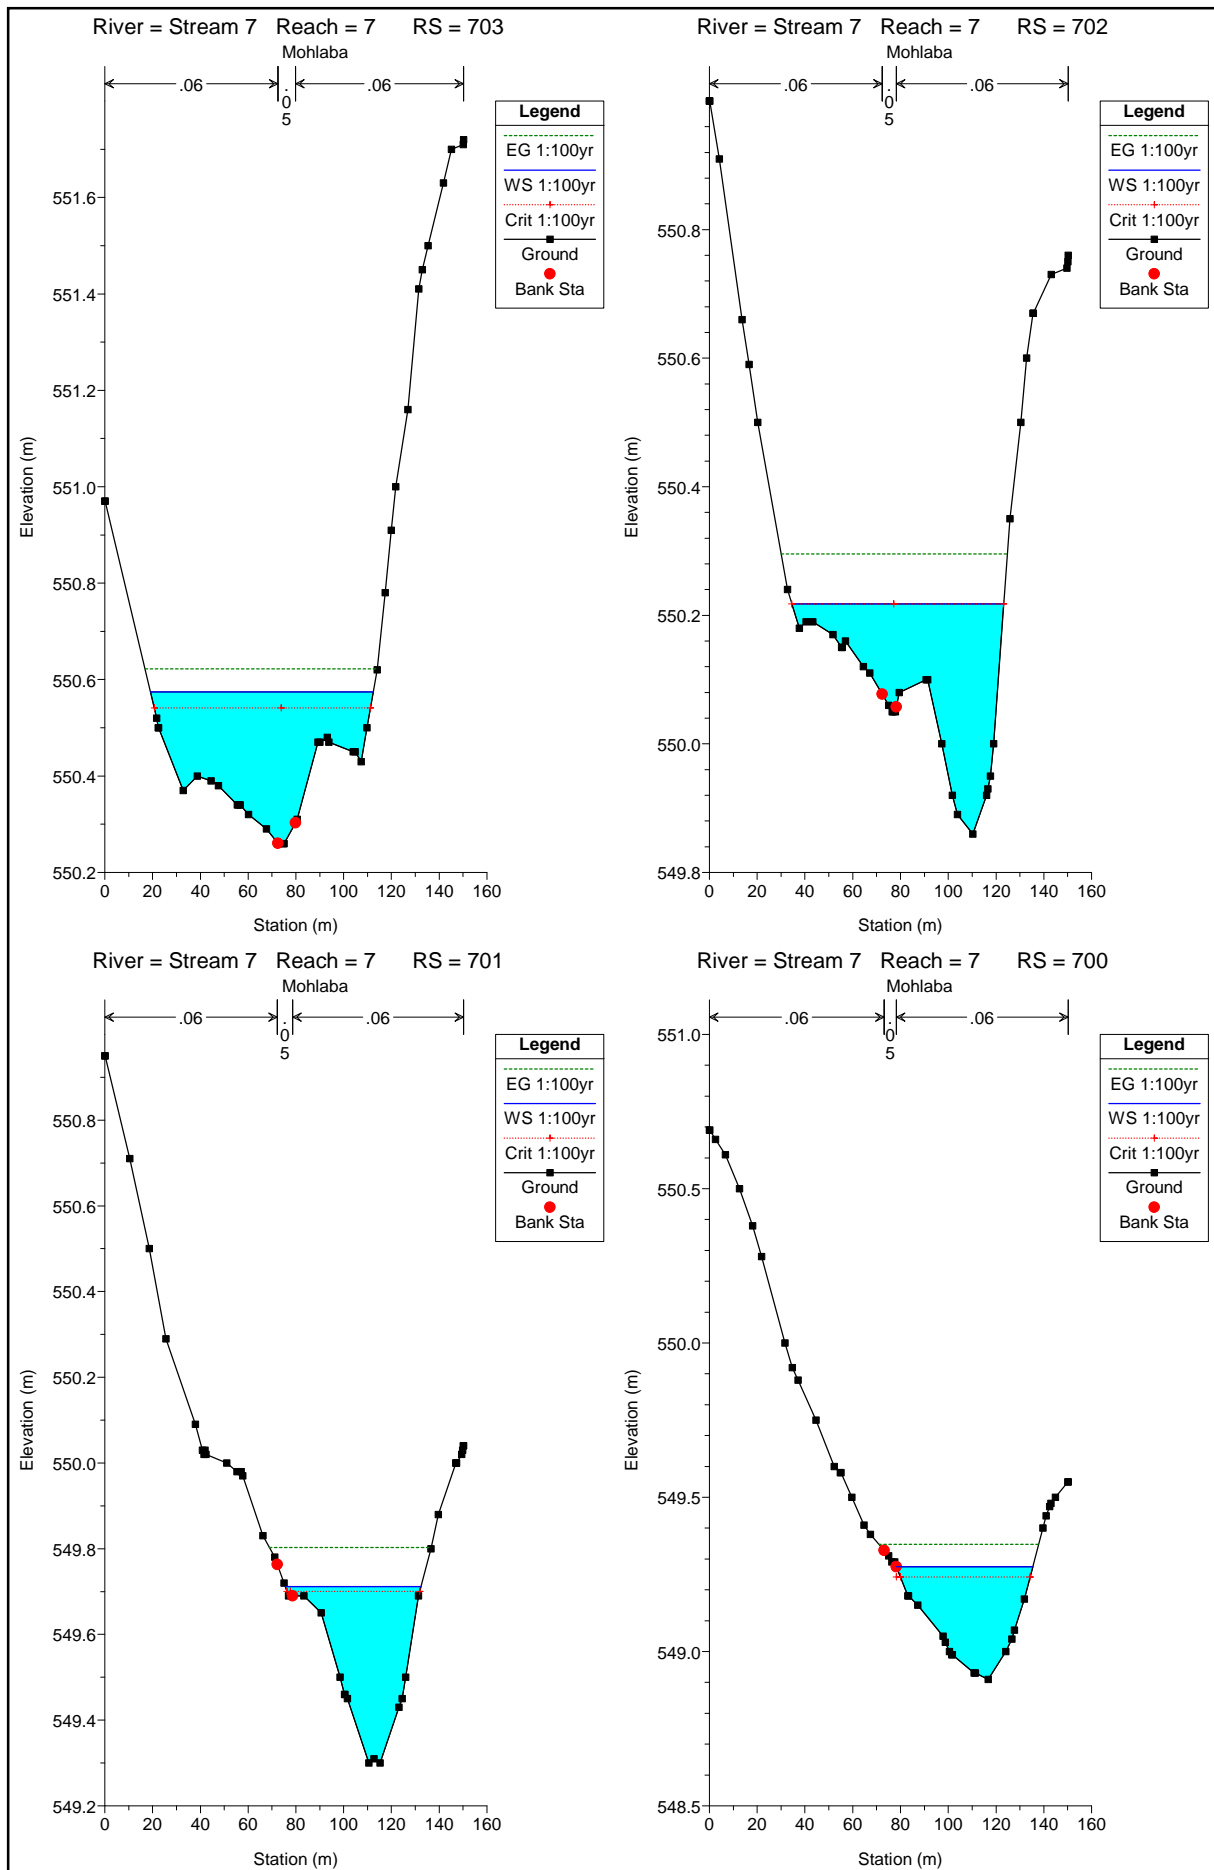 River = Stream 7 Reach = 7 RS = 703
Mohlaba
.06
.05
.06
Legend
EG 1:100yr
WS 1:100yr
Crit 1:100yr
Ground
Bank Sta
551.6
551.4
551.2
551.0
550.8
550.6
550.4
550.2
Elevation (m)
0 20 40 60 80 100 120 140 160
Station (m)
River = Stream 7 Reach = 7 RS = 702
Mohlaba
.06
.05
.06
Legend
EG 1:100yr
WS 1:100yr
Crit 1:100yr
Ground
Bank Sta
550.8
550.6
550.4
550.2
550.0
549.8
Elevation (m)
0 20 40 60 80 100 120 140 160
Station (m)
River = Stream 7 Reach = 7 RS = 701
Mohlaba
.06
.05
.06
Legend
EG 1:100yr
WS 1:100yr
Crit 1:100yr
Ground
Bank Sta
550.8
550.6
550.4
550.2
550.0
549.8
549.6
549.4
549.2
Elevation (m)
0 20 40 60 80 100 120 140 160
Station (m)
River = Stream 7 Reach = 7 RS = 700
Mohlaba
.06
.05
.06
Legend
EG 1:100yr
WS 1:100yr
Crit 1:100yr
Ground
Bank Sta
551.0
550.5
550.0
549.5
549.0
548.5
Elevation (m)
0 20 40 60 80 100 120 140 160
Station (m)